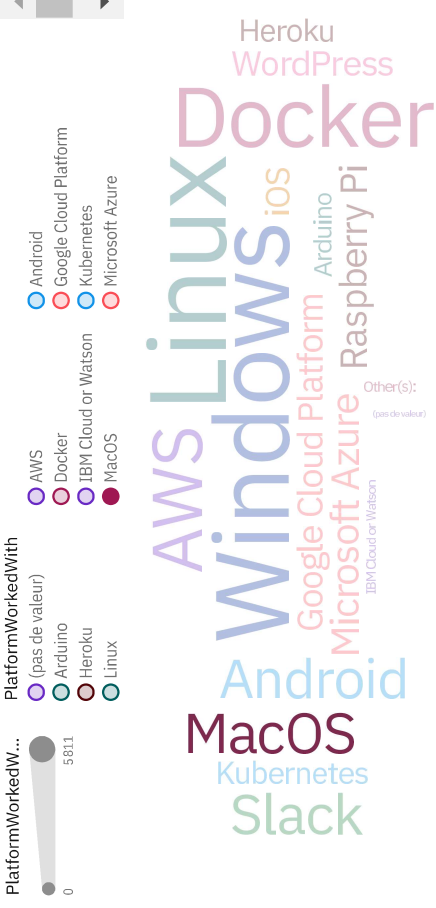 PlatformWorkedW...
0
5811
PlatformWorkedWith
(pas de valeur)
Arduino
Heroku
Linux
AWS
Docker
IBM Cloud or Watson
MacOS
Android
Google Cloud Platform
Kubernetes
Microsoft Azure
Heroku
WordPress
Docker
Linux
iOS
Arduino
Raspberry Pi
Windows
AWS
Google Cloud Platform
Microsoft Azure
Other(s):
(pas de valeur)
IBM Cloud or Watson
Android
MacOS
Kubernetes
Slack